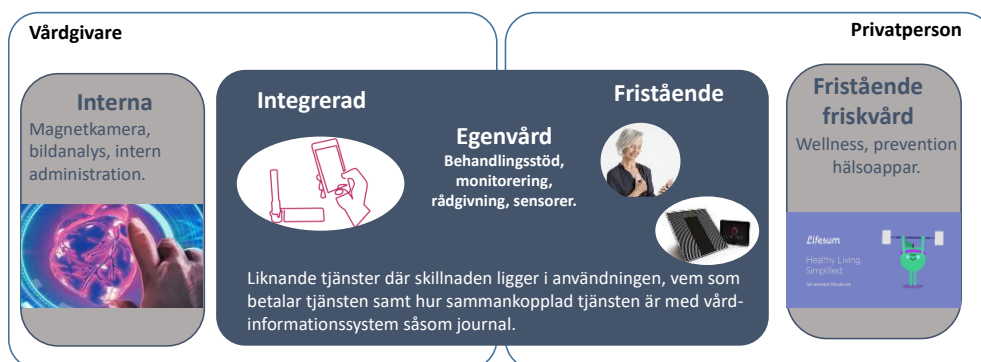 Vårdgivare
Privatperson
Interna
Magnetkamera,
bildanalys, intern
administration.
Integrerad
Fristående
Egenvård
Behandlingsstöd,
monitorering,
rådgivning, sensorer.
Liknande tjänster där skillnaden ligger i användningen, vem som
betalar tjänsten samt hur sammankopplad tjänsten är med vård-
informationssystem såsom journal.
Fristående
friskvård
Wellness, prevention
hälsoappar.
Lifesum
Healthy Living.
Simplified.